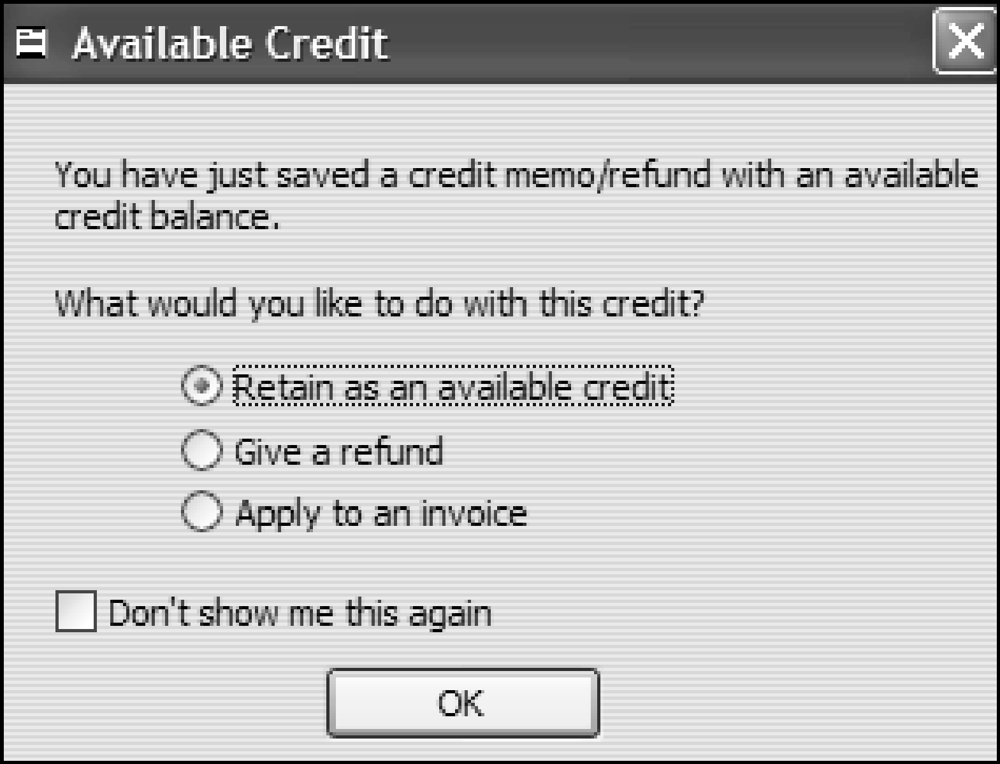 Available Credit
You have just saved a credit memo/refund with an available
credit balance.
What would you like to do with this credit?
Retain as an available credit
Give a refund
Apply to an invoice
Don't show me this again
OK